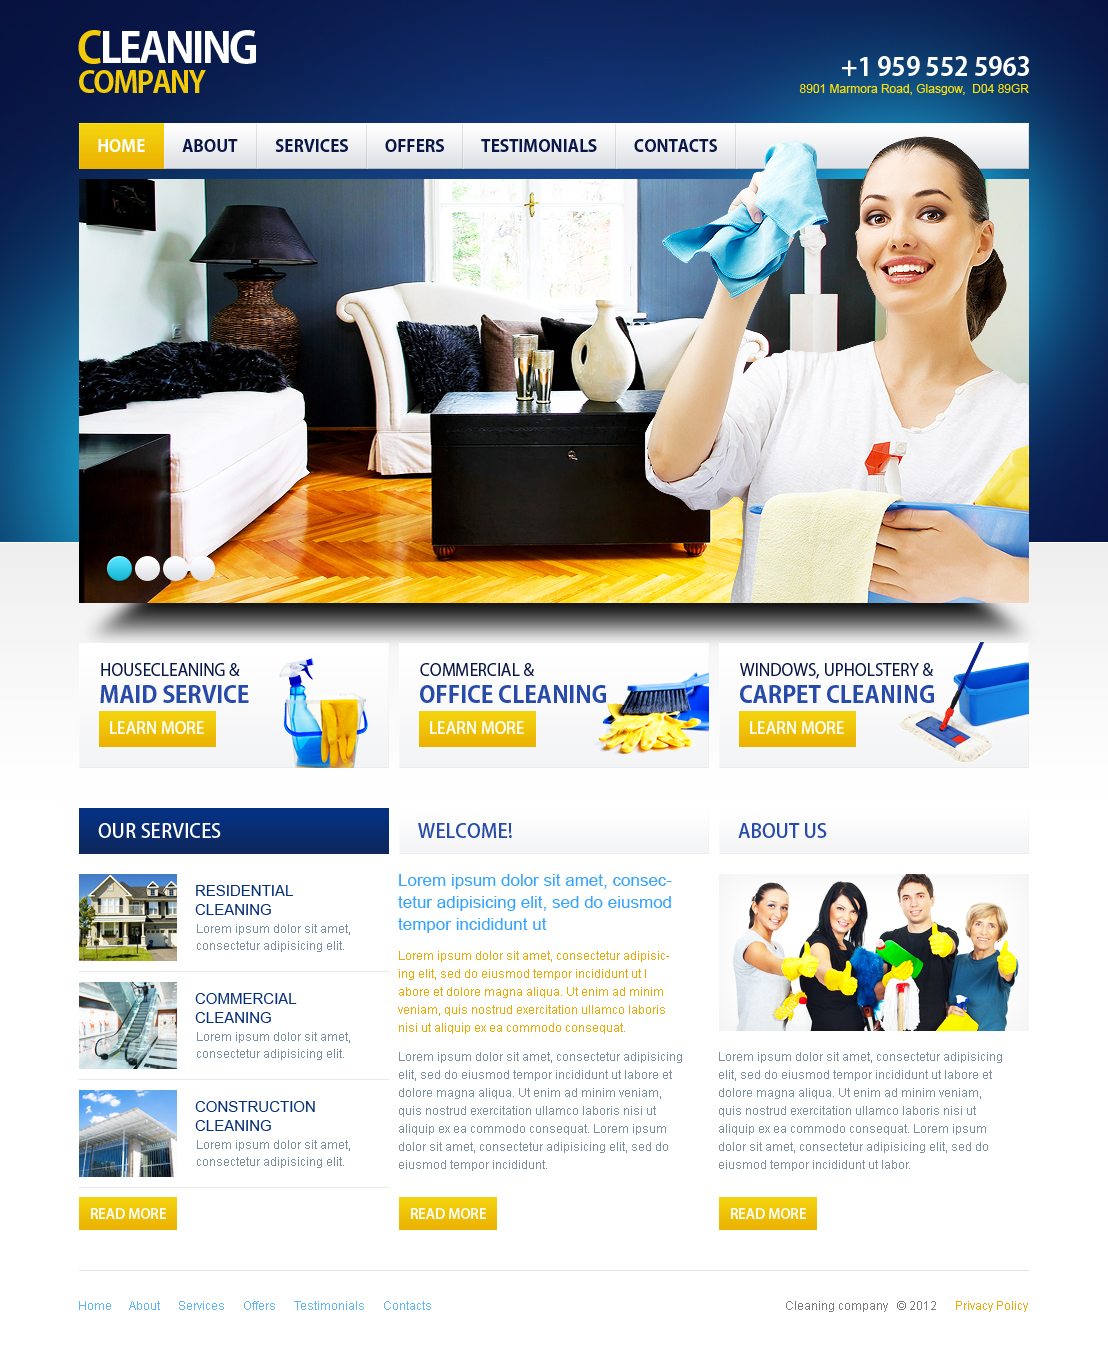 CLEANING
COMPANY
+1 959 552 5963
8901 Marmora Road, Glasgow, D04 89GR
HOME ABOUT SERVICES OFFERS TESTIMONIALS CONTACTS
HOUSECLEANING &
MAID SERVICE
LEARN MORE
COMMERCIAL &
OFFICE CLEANING
LEARN MORE
WINDOWS, UPHOLSTERY &
CARPET CLEANING
LEARN MORE
OUR SERVICES
RESIDENTIAL
CLEANING
Lorem ipsum dolor sit amet,
consectetur adipisicing elit.
COMMERCIAL
CLEANING
Lorem ipsum dolor sit amet,
consectetur adipisicing elit.
CONSTRUCTION
CLEANING
Lorem ipsum dolor sit amet,
consectetur adipisicing elit.
READ MORE
WELCOME!
Lorem ipsum dolor sit amet, consec-
tetur adipisicing elit, sed do eiusmod
tempor incididunt ut
Lorem ipsum dolor sit amet, consectetur adipisic-
ing elit, sed do eiusmod tempor incididunt ut l
abore et dolore magna aliqua. Ut enim ad minim
veniam, quis nostrud exercitation ullamco laboris
nisi ut aliquip ex ea commodo consequat.
Lorem ipsum dolor sit amet, consectetur adipisicing
elit, sed do eiusmod tempor incididunt ut labore et
dolore magna aliqua. Ut enim ad minim veniam,
quis nostrud exercitation ullamco laboris nisi ut
aliquip ex ea commodo consequat. Lorem ipsum
dolor sit amet, consectetur adipisicing elit, sed do
eiusmod tempor incididunt.
READ MORE
ABOUT US
Lorem ipsum dolor sit amet, consectetur adipisicing
elit, sed do eiusmod tempor incididunt ut labore et
dolore magna aliqua. Ut enim ad minim veniam,
quis nostrud exercitation ullamco laboris nisi ut
aliquip ex ea commodo consequat. Lorem ipsum
dolor sit amet, consectetur adipisicing elit, sed do
eiusmod tempor incididunt ut labor.
READ MORE
Home About Services Offers Testimonials Contacts
Cleaning company © 2012 Privacy Policy